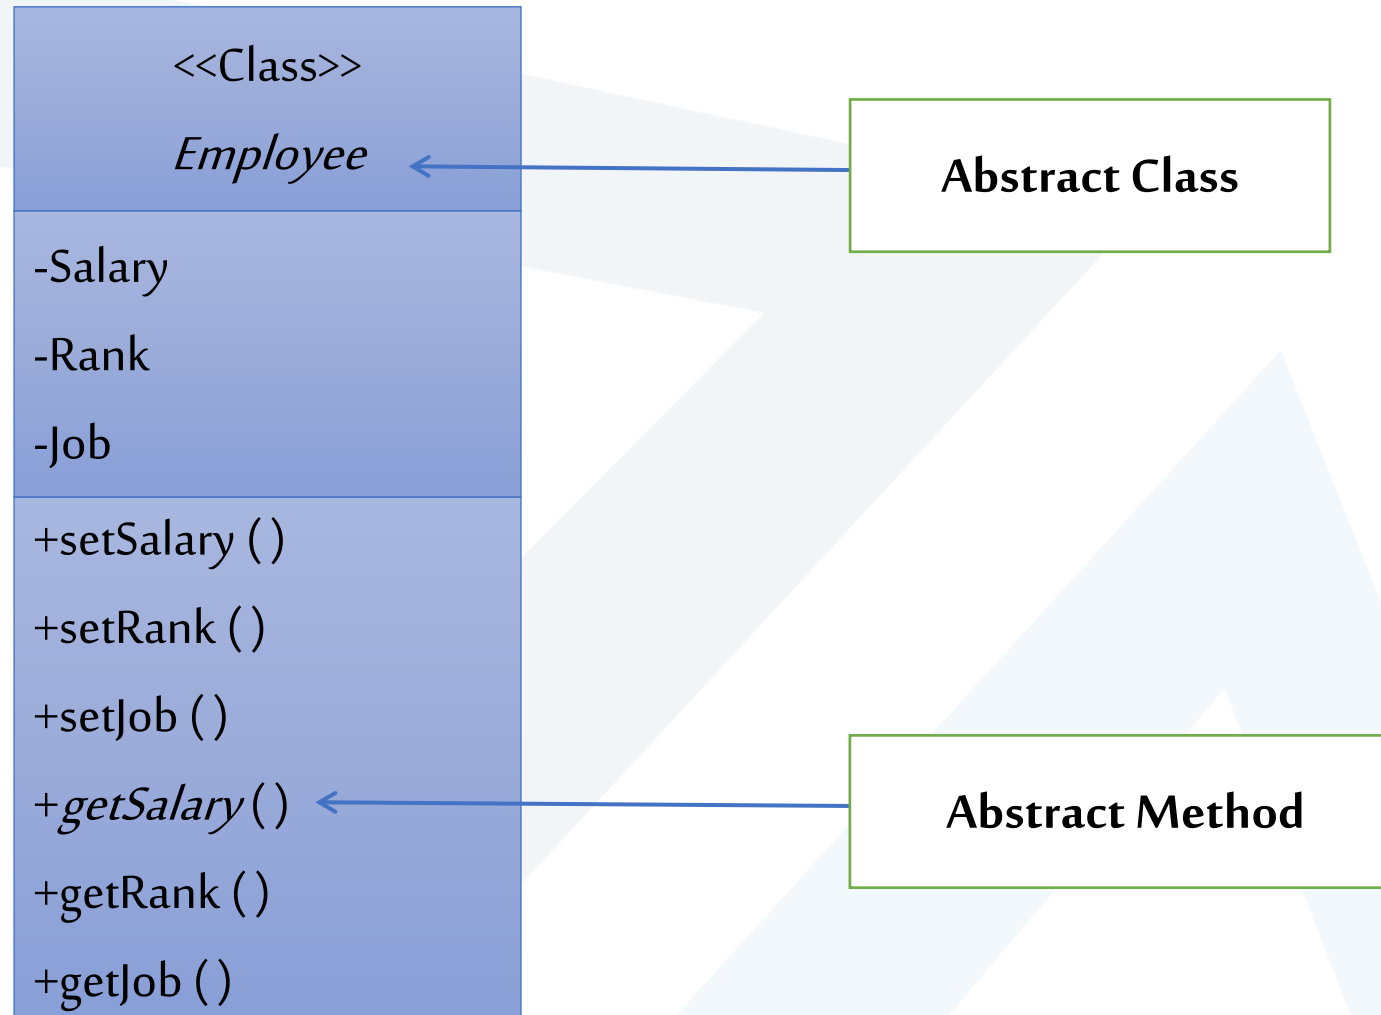 <<Class>>
Employee
Abstract Class
-Salary
-Rank
-Job
+setSalary ( )
+setRank ( )
+setJob ( )
+getSalary ( )
Abstract Method
+getRank ( )
+getJob ( )